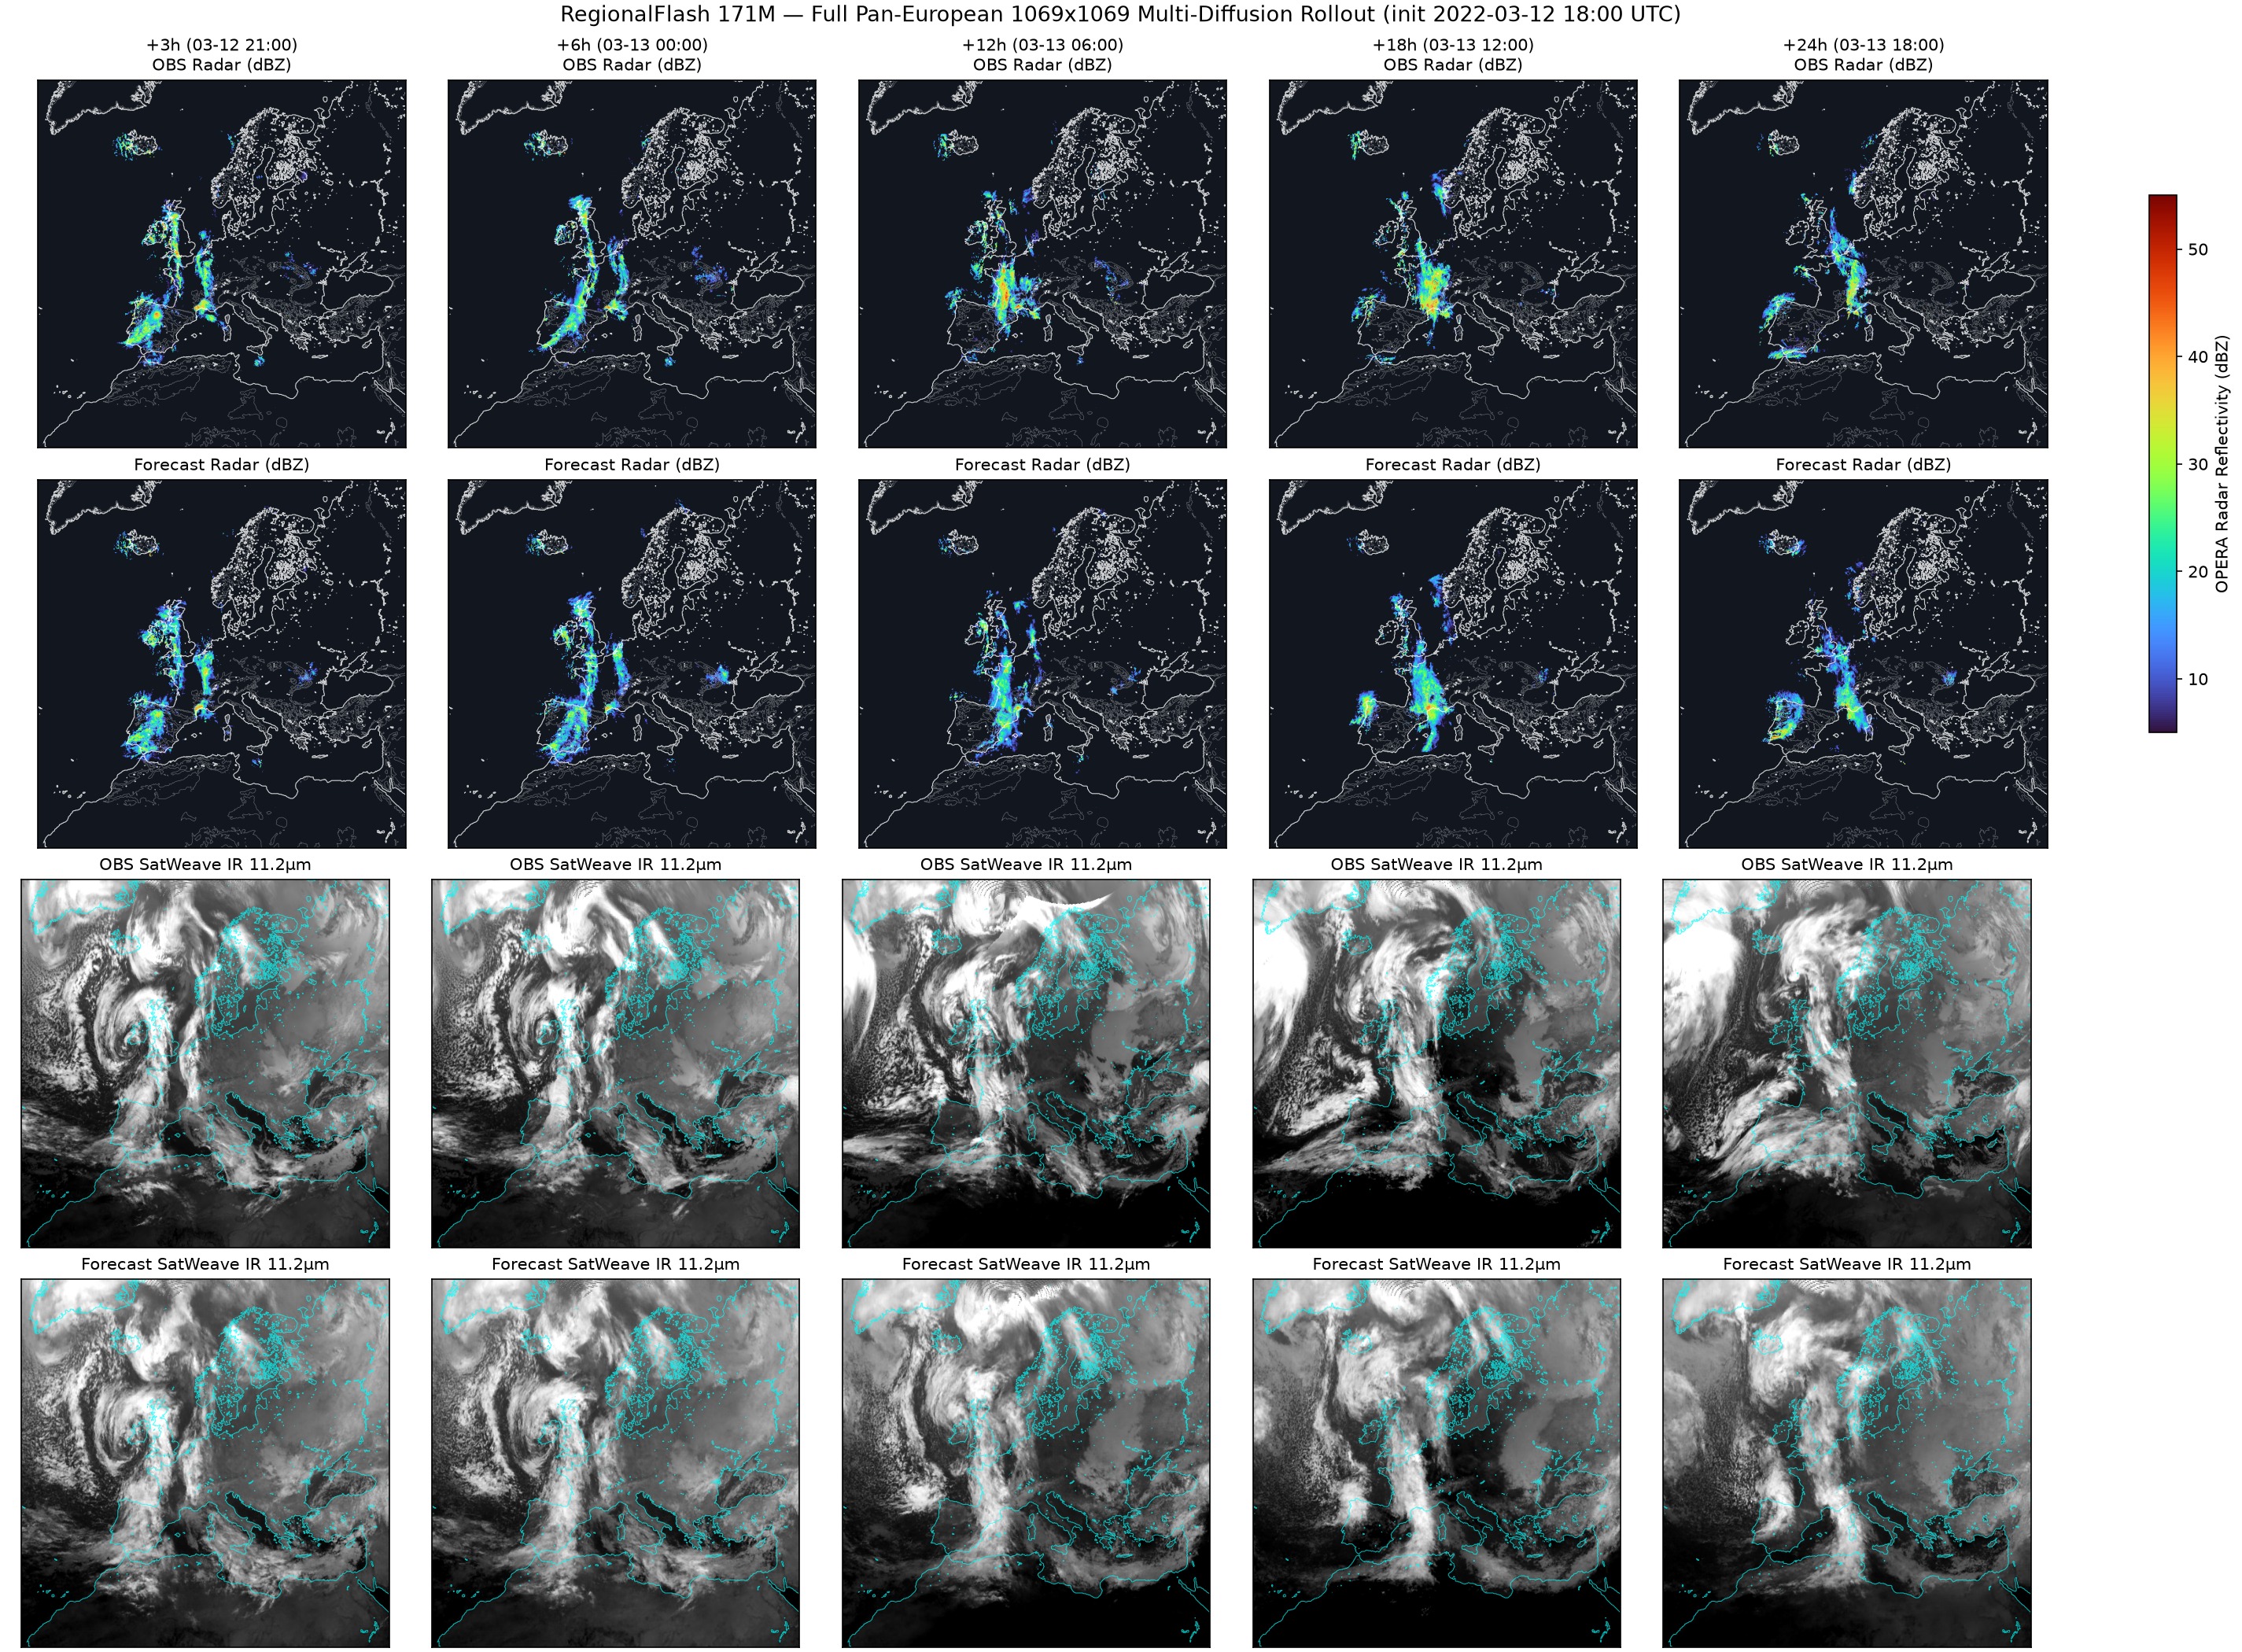 RegionalFlash 171M — Full Pan-European 1069x1069 Multi-Diffusion Rollout (init 2022-03-12 18:00 UTC)
+3h (03-12 21:00)
OBS Radar (dBZ)
+6h (03-13 00:00)
OBS Radar (dBZ)
+12h (03-13 06:00)
OBS Radar (dBZ)
+18h (03-13 12:00)
OBS Radar (dBZ)
+24h (03-13 18:00)
OBS Radar (dBZ)
Forecast Radar (dBZ)
Forecast Radar (dBZ)
Forecast Radar (dBZ)
Forecast Radar (dBZ)
Forecast Radar (dBZ)
OBS SatWeave IR 11.2µm
OBS SatWeave IR 11.2µm
OBS SatWeave IR 11.2µm
OBS SatWeave IR 11.2µm
OBS SatWeave IR 11.2µm
Forecast SatWeave IR 11.2µm
Forecast SatWeave IR 11.2µm
Forecast SatWeave IR 11.2µm
Forecast SatWeave IR 11.2µm
Forecast SatWeave IR 11.2µm
50
40
30
20
10
OPERA Radar Reflectivity (dBZ)